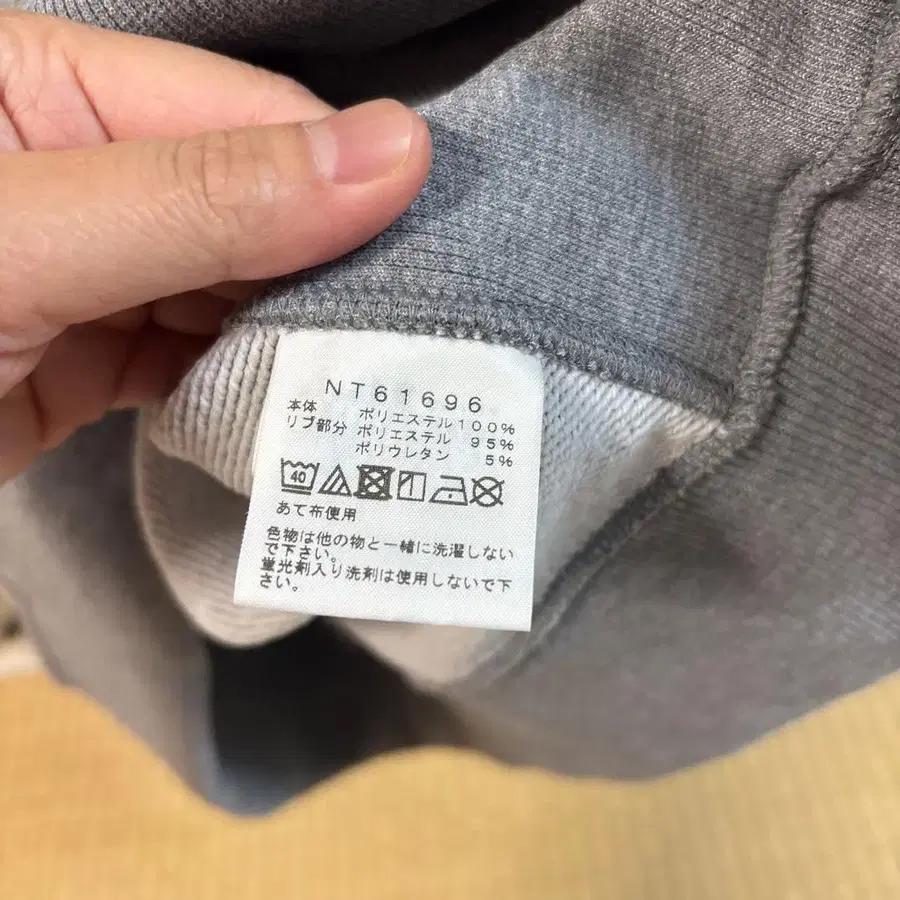 NT61696
本体 ポリエステル100%
リブ部分 ポリエステル 95%
ポリウレタン 5%
40
あて布使用
色物は他の物と一緒に洗濯しない
で下さい。
蛍光剤入り洗剤は使用しないで下
さい。